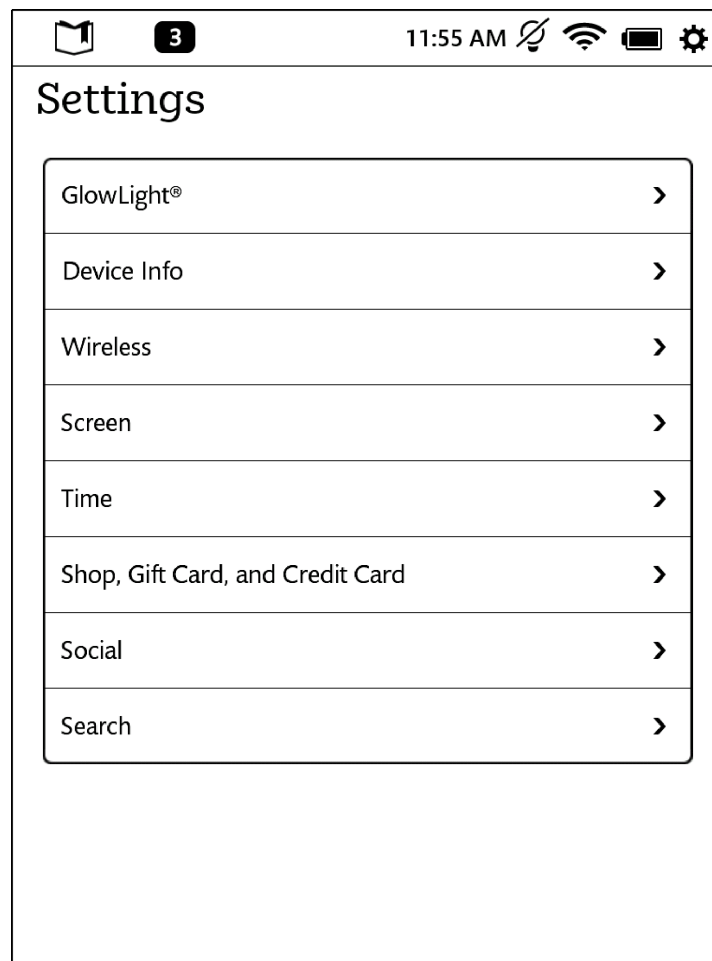 3
11:55 AM
Settings
GlowLight®
Device Info
Wireless
Screen
Time
Shop, Gift Card, and Credit Card
Social
Search